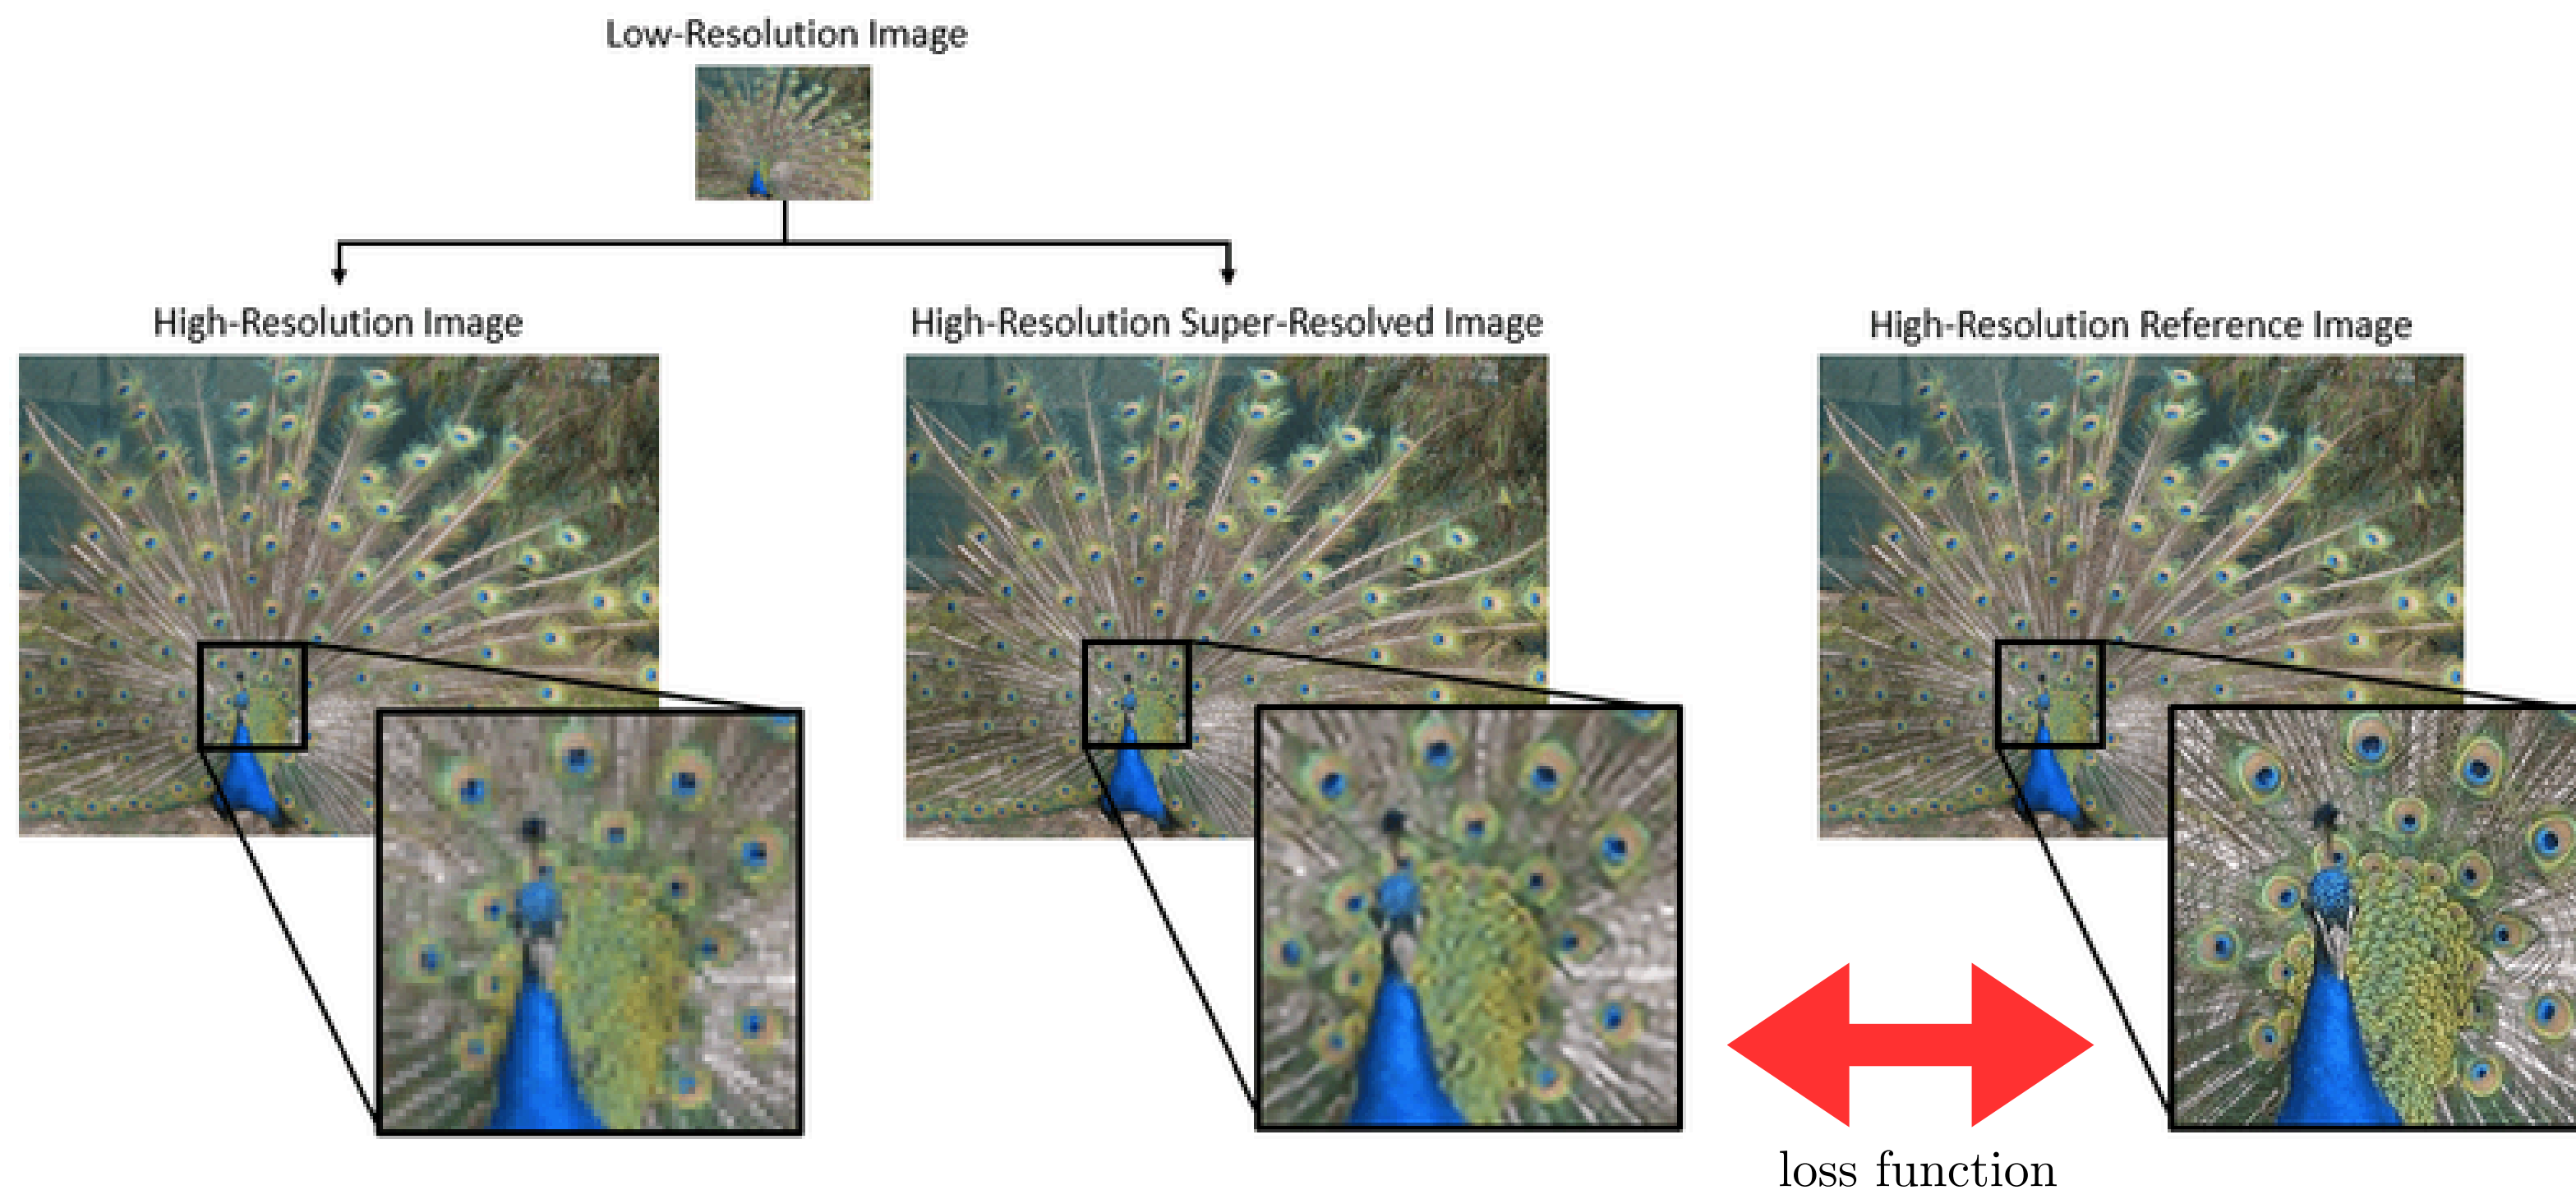 Low-Resolution Image
High-Resolution Image
High-Resolution Super-Resolved Image
High-Resolution Reference Image
loss function